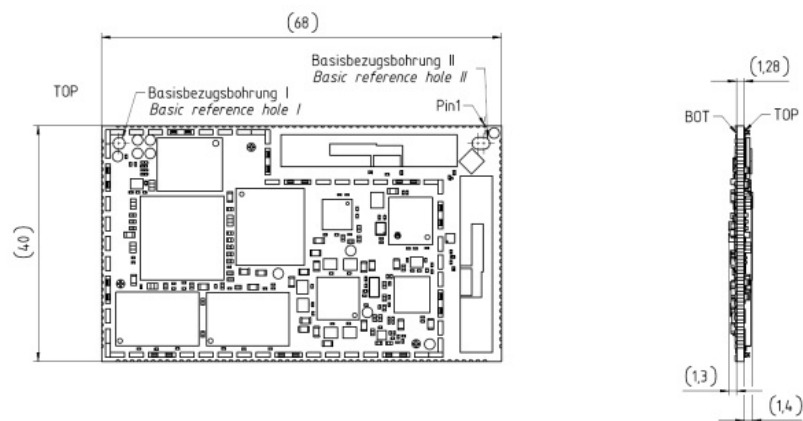 (68)
Basisbezugsbohrung II
Basic reference hole II
(1,28)
TOP
Basisbezugsbohrung I
Basic reference hole I
Pin1
BOT
TOP
(40)
(1,3)
(1,4)